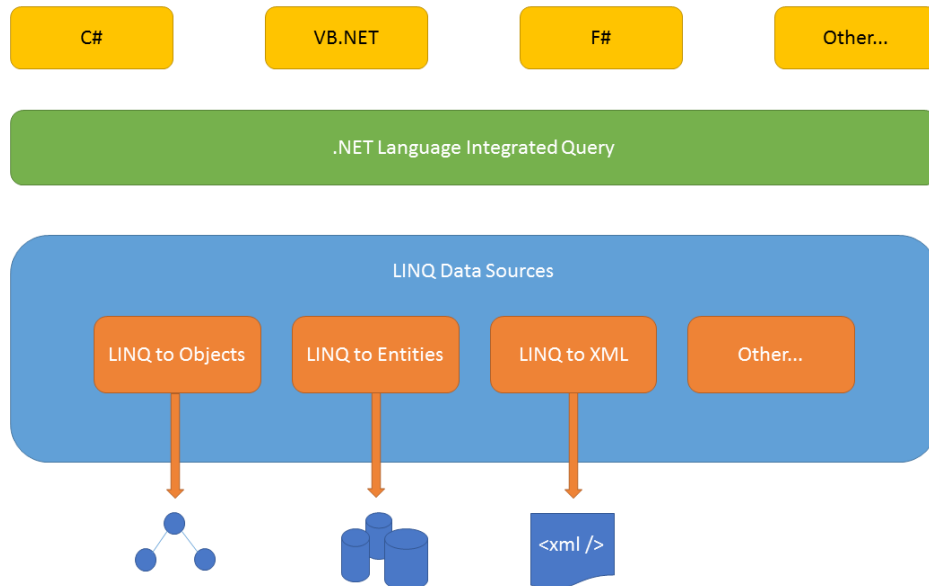 C#
VB.NET
F#
Other...
.NET Language Integrated Query
LINQ Data Sources
LINQ to Objects
LINQ to Entities
LINQ to XML
Other...
<xml />